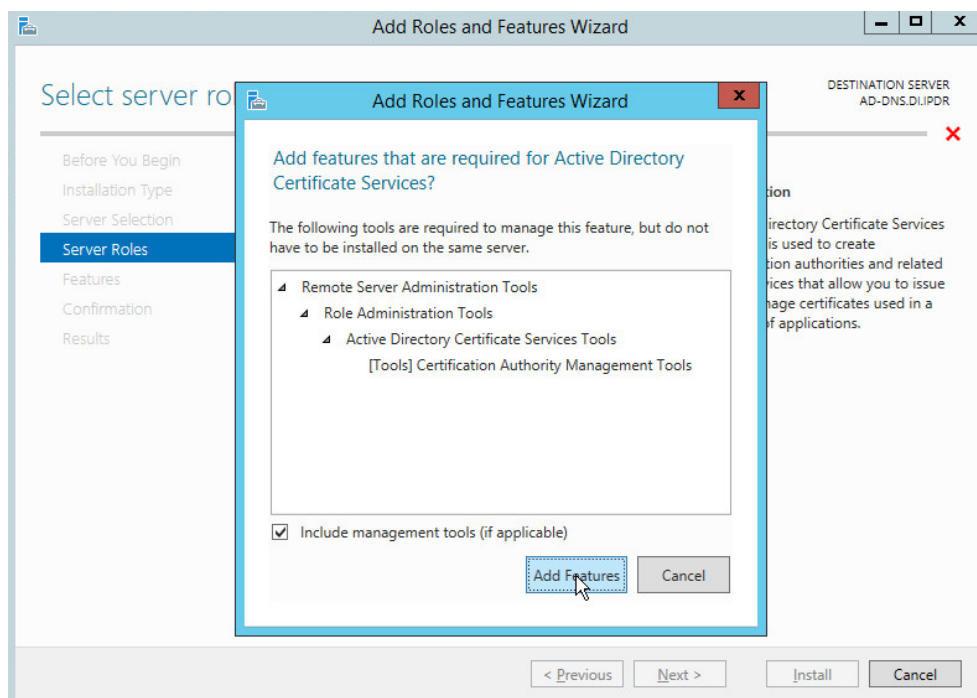 Add Roles and Features Wizard
Select server ro
DESTINATION SERVER
AD-DNS.DI.IPDR
Before You Begin
Installation Type
Server Selection
Server Roles
Features
Confirmation
Results
Add Roles and Features Wizard
Add features that are required for Active Directory
Certificate Services?
The following tools are required to manage this feature, but do not
have to be installed on the same server.
Remote Server Administration Tools
Role Administration Tools
Active Directory Certificate Services Tools
[Tools] Certification Authority Management Tools
Include management tools (if applicable)
Add Features
Cancel
tion
irectory Certificate Services
is used to create
tion authorities and related
vices that allow you to issue
nage certificates used in a
of applications.
< Previous
Next >
Install
Cancel